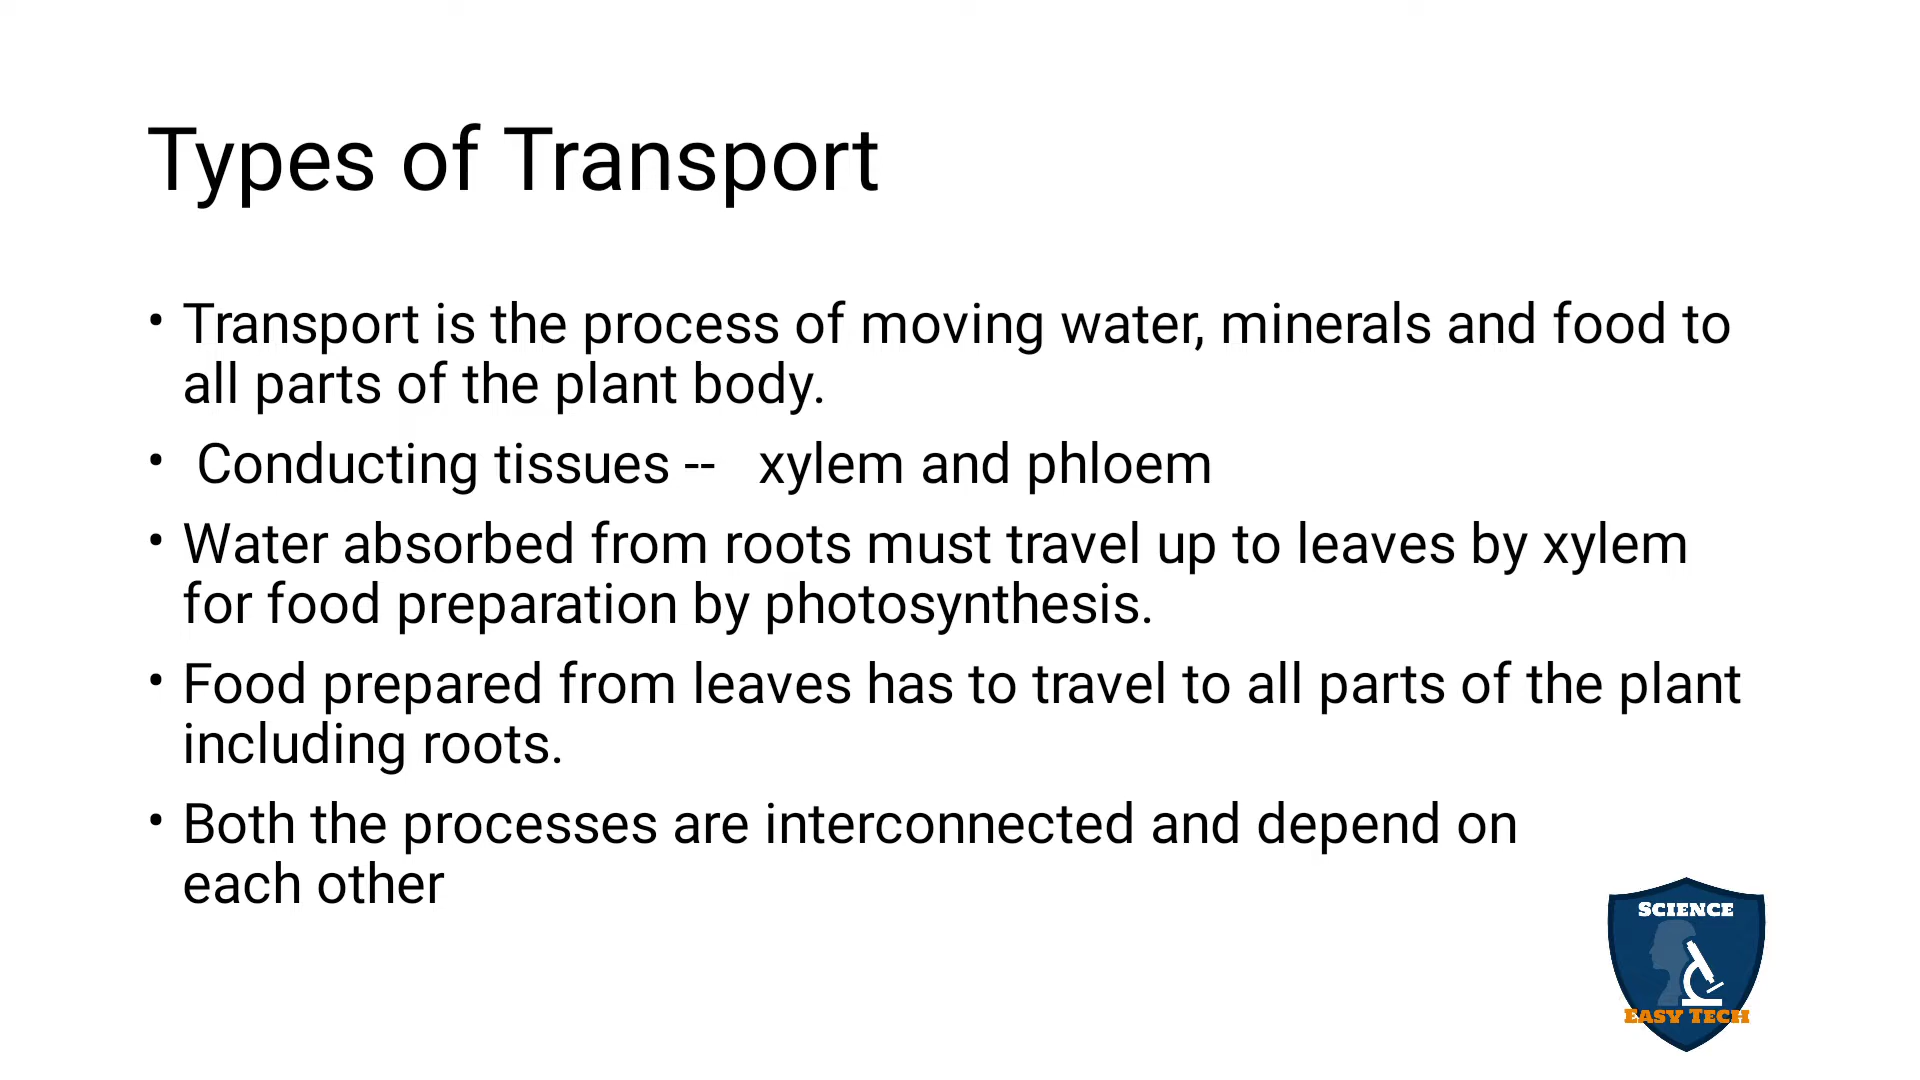 Types of Transport
• Transport is the process of moving water, minerals and food to
all parts of the plant body.
• Conducting tissues --   xylem and phloem
• Water absorbed from roots must travel up to leaves by xylem
for food preparation by photosynthesis.
• Food prepared from leaves has to travel to all parts of the plant
including roots.
• Both the processes are interconnected and depend on
each other
SCIENCE
EASY TECH